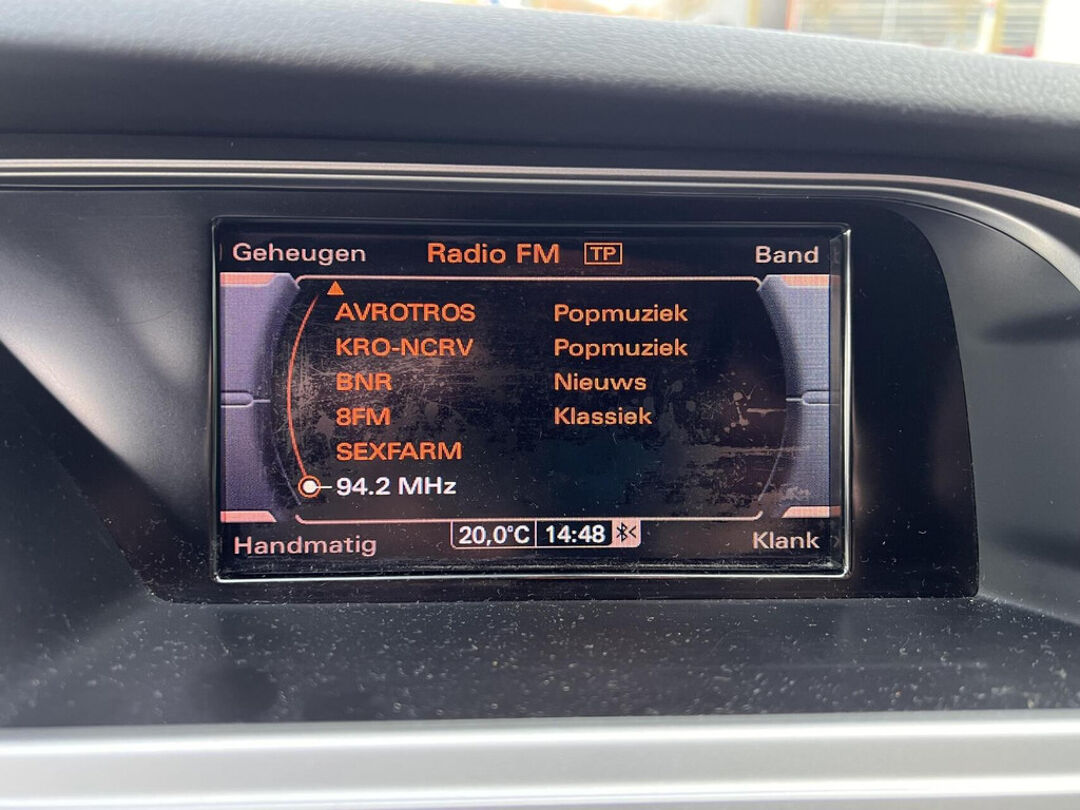 Geheugen Radio FM TP Band
AVROTROS Popmuziek
KRO-NCRV Popmuziek
BNR Nieuws
8FM Klassiek
SEXFARM
94.2 MHz
Handmatig 20,0°C 14:48 Klank